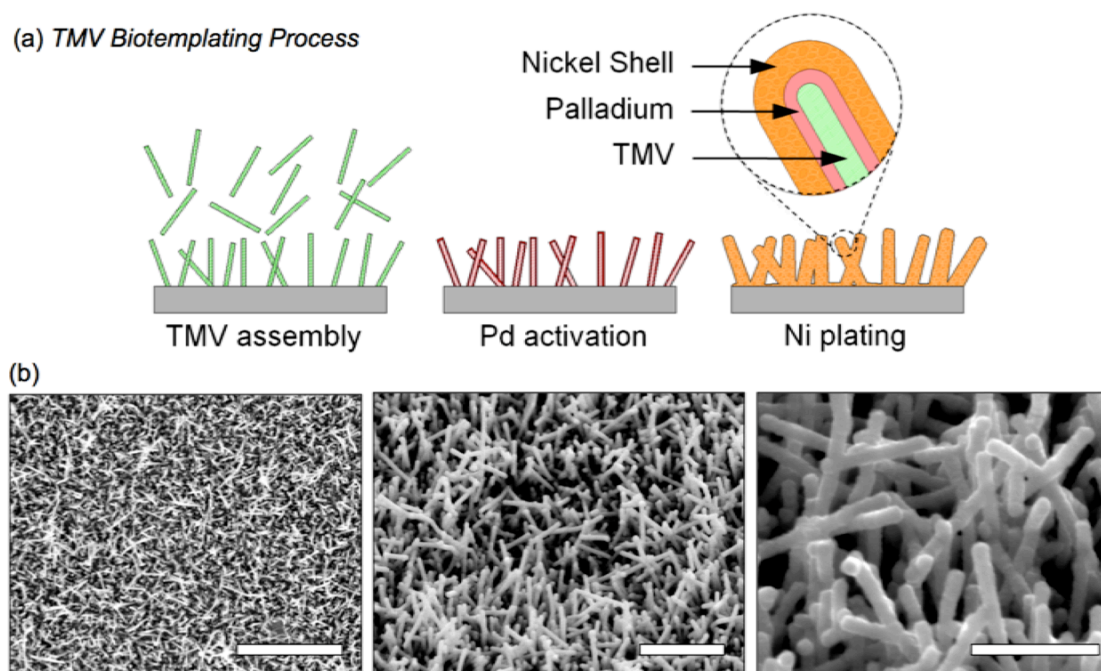 (a) TMV Biotemplating Process
Nickel Shell
Palladium
TMV
TMV assembly
Pd activation
Ni plating
(b)